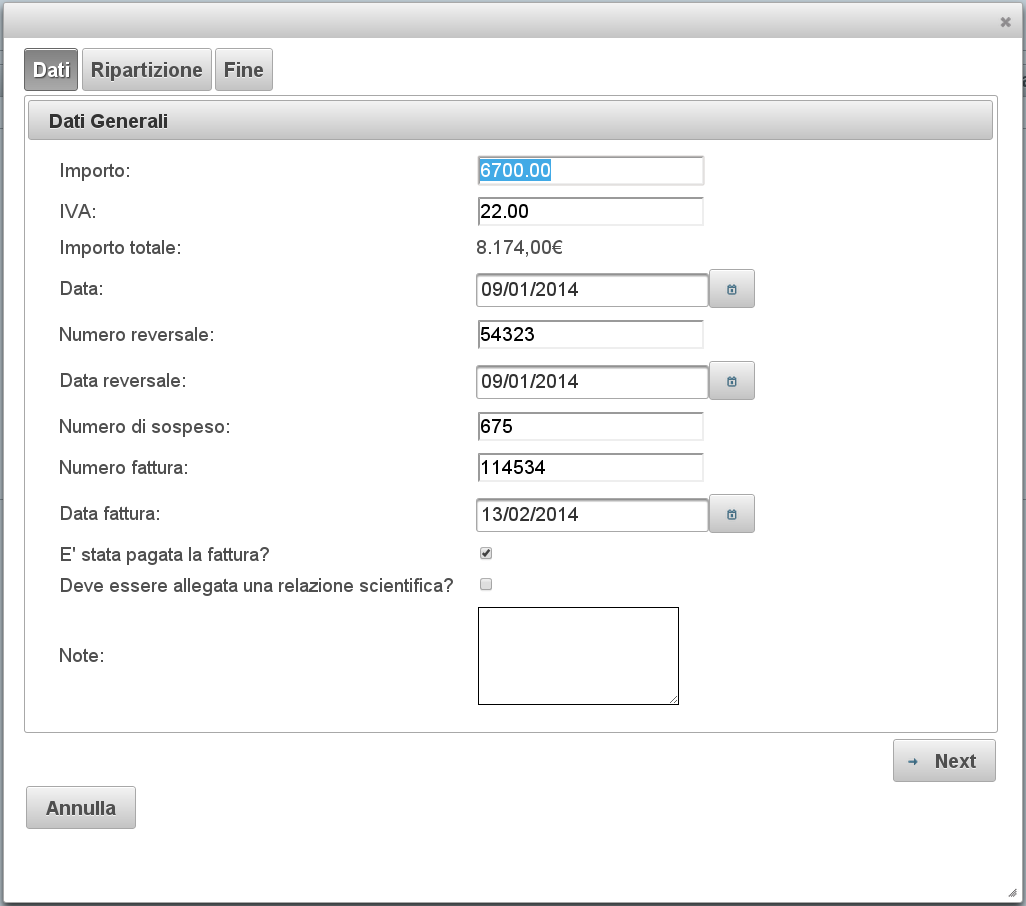 Dati Ripartizione Fine
Dati Generali
Importo: 6700.00
IVA: 22.00
Importo totale: 8.174,00€
Data: 09/01/2014
Numero reversale: 54323
Data reversale: 09/01/2014
Numero di sospeso: 675
Numero fattura: 114534
Data fattura: 13/02/2014
E' stata pagata la fattura?
Deve essere allegata una relazione scientifica?
Note:
Next
Annulla